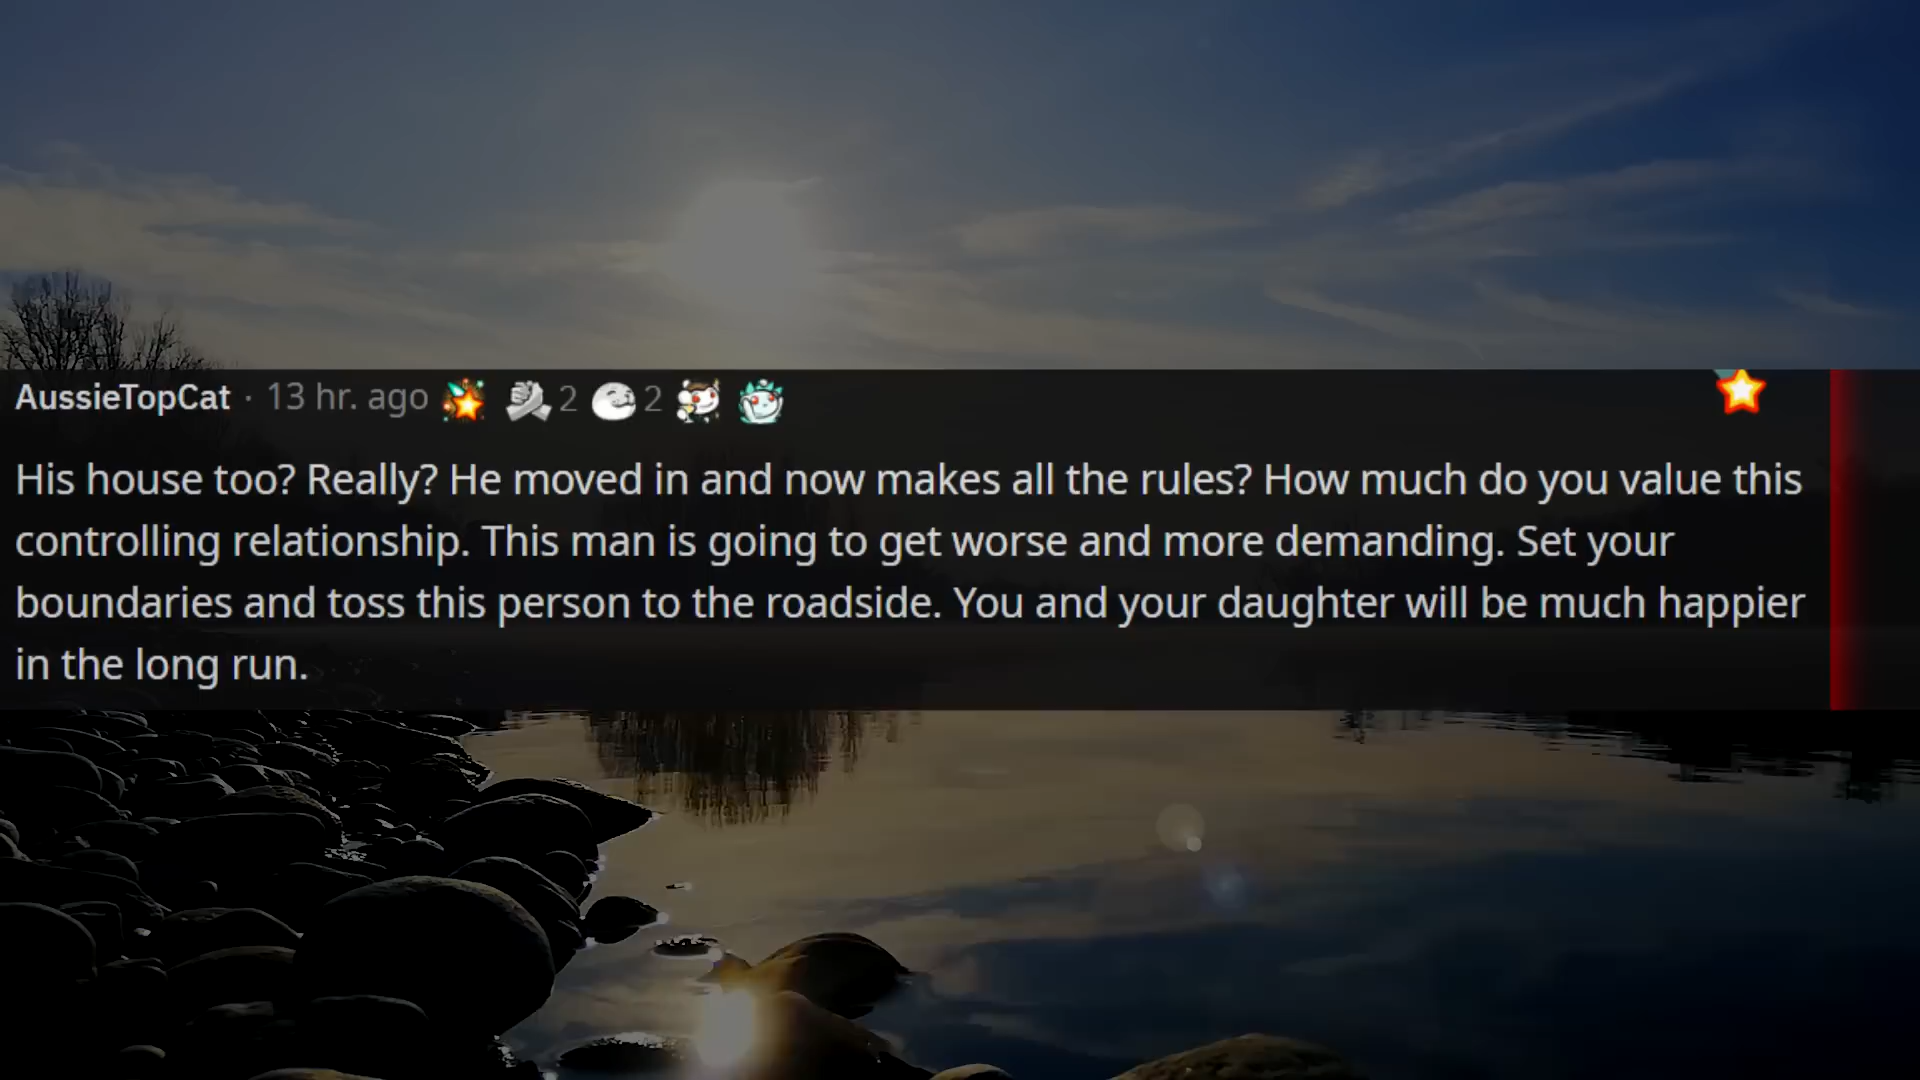 AussieTopCat · 13 hr. ago 2 2
His house too? Really? He moved in and now makes all the rules? How much do you value this
controlling relationship. This man is going to get worse and more demanding. Set your
boundaries and toss this person to the roadside. You and your daughter will be much happier
in the long run.